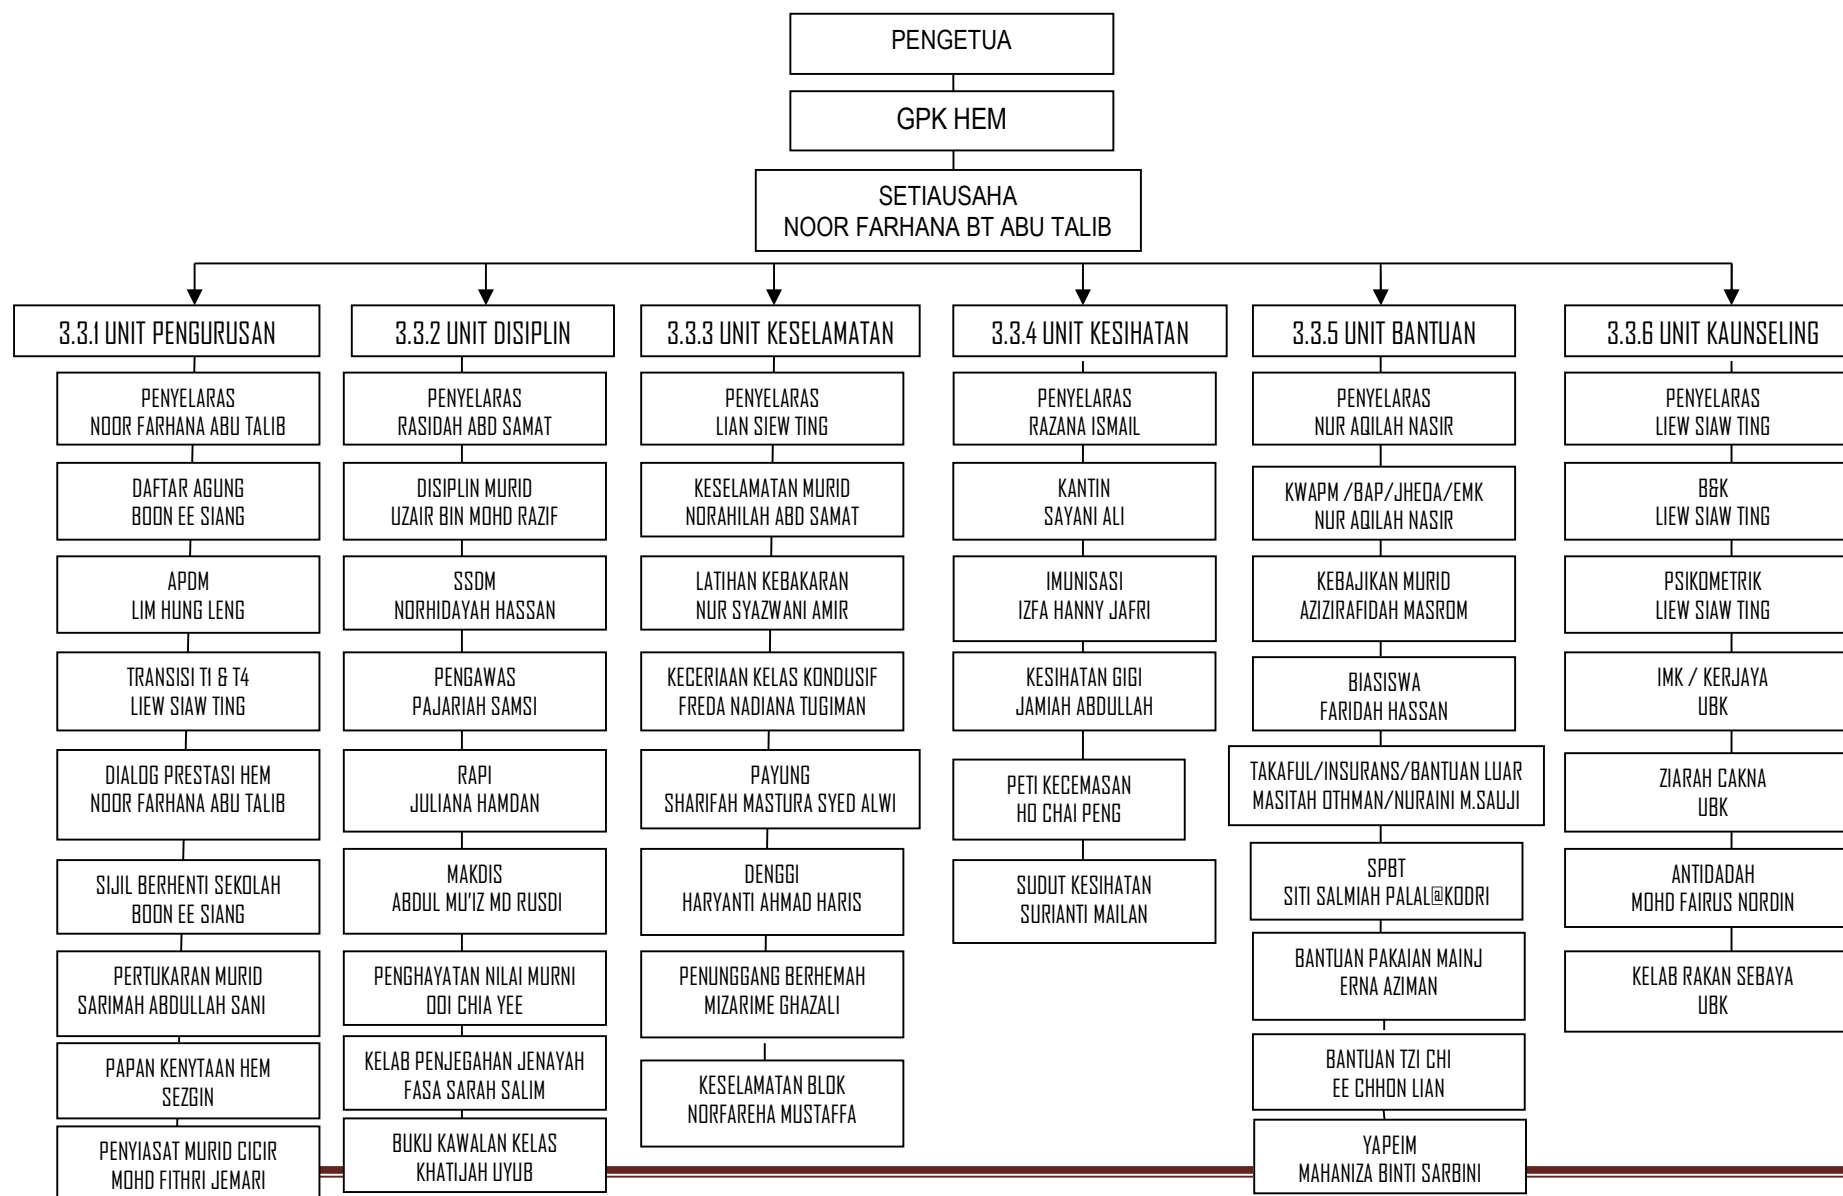 PENGETUA
GPK HEM
SETIAUSAHA
NOOR FARHANA BT ABU TALIB
3.3.1 UNIT PENGURUSAN
PENYELARAS
NOOR FARHANA ABU TALIB
DAFTAR AGUNG
BOON EE SIANG
APDM
LIM HUNG LENG
TRANSISI T1 & T4
LIEW SIAW TING
DIALOG PRESTASI HEM
NOOR FARHANA ABU TALIB
SIJIL BERHENTI SEKOLAH
BOON EE SIANG
PERTUKARAN MURID
SARIMAH ABDULLAH SANI
PAPAN KENYTAAN HEM
SEZGIN
PENYIASAT MURID CICIR
MOHD FITHRI JEMARI
3.3.2 UNIT DISIPLIN
PENYELARAS
RASIDAH ABD SAMAT
DISIPLIN MURID
UZAIR BIN MOHD RAZIF
SSDM
NORHIDAYAH HASSAN
PENGAWAS
PAJARIAH SAMSI
RAPI
JULIANA HAMDAN
MAKDIS
ABDUL MU'IZ MD RUSDI
PENGHAYATAN NILAI MURNI
OOI CHIA YEE
KELAB PENJEGAHAN JENAYAH
FASA SARAH SALIM
BUKU KAWALAN KELAS
KHATIJAH UYUB
3.3.3 UNIT KESELAMATAN
PENYELARAS
LIAN SIEW TING
KESELAMATAN MURID
NORAHILAH ABD SAMAT
LATIHAN KEBAKARAN
NUR SYAZWANI AMIR
KECERIAAN KELAS KONDUSIF
FREDA NADIANA TUGIMAN
PAYUNG
SHARIFAH MASTURA SYED ALWI
DENGGI
HARYANTI AHMAD HARIS
PENUNGGANG BERHEMAH
MIZARIME GHAZALI
KESELAMATAN BLOK
NORFAREHA MUSTAFFA
3.3.4 UNIT KESIHATAN
PENYELARAS
RAZANA ISMAIL
KANTIN
SAYANI ALI
IMUNISASI
IZFA HANNY JAFRI
KESIHATAN GIGI
JAMIAH ABDULLAH
PETI KECEMASAN
HO CHAI PENG
SUDUT KESIHATAN
SURIANTI MAILAN
3.3.5 UNIT BANTUAN
PENYELARAS
NUR AQILAH NASIR
KWAPM /BAP/JHEOA/EMK
NUR AQILAH NASIR
KEBAJIKAN MURID
AZIZIRAFIDAH MASROM
BIASISWA
FARIDAH HASSAN
TAKAFUL/INSURANS/BANTUAN LUAR
MASITAH OTHMAN/NURAINI M.SAUJI
SPBT
SITI SALMIAH PALAL@KODRI
BANTUAN PAKAIAN MAINJ
ERNA AZIMAN
BANTUAN TZI CHI
EE CHHON LIAN
YAPEIM
MAHANIZA BINTI SARBINI
3.3.6 UNIT KAUNSELING
PENYELARAS
LIEW SIAW TING
B&K
LIEW SIAW TING
PSIKOMETRIK
LIEW SIAW TING
IMK / KERJAYA
UBK
ZIARAH CAKNA
UBK
ANTIDADAH
MOHD FAIRUS NORDIN
KELAB RAKAN SEBAYA
UBK